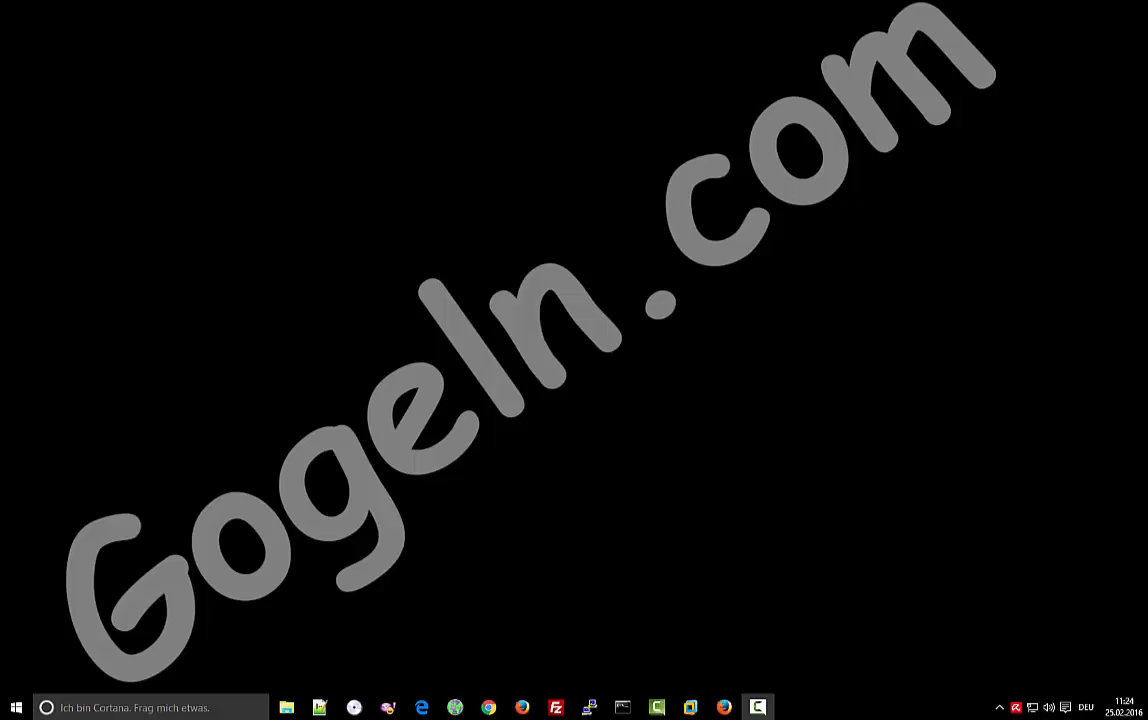 Gogeln.com
Ich bin Cortana. Frag mich etwas.
DEU
11:24
25.02.2016